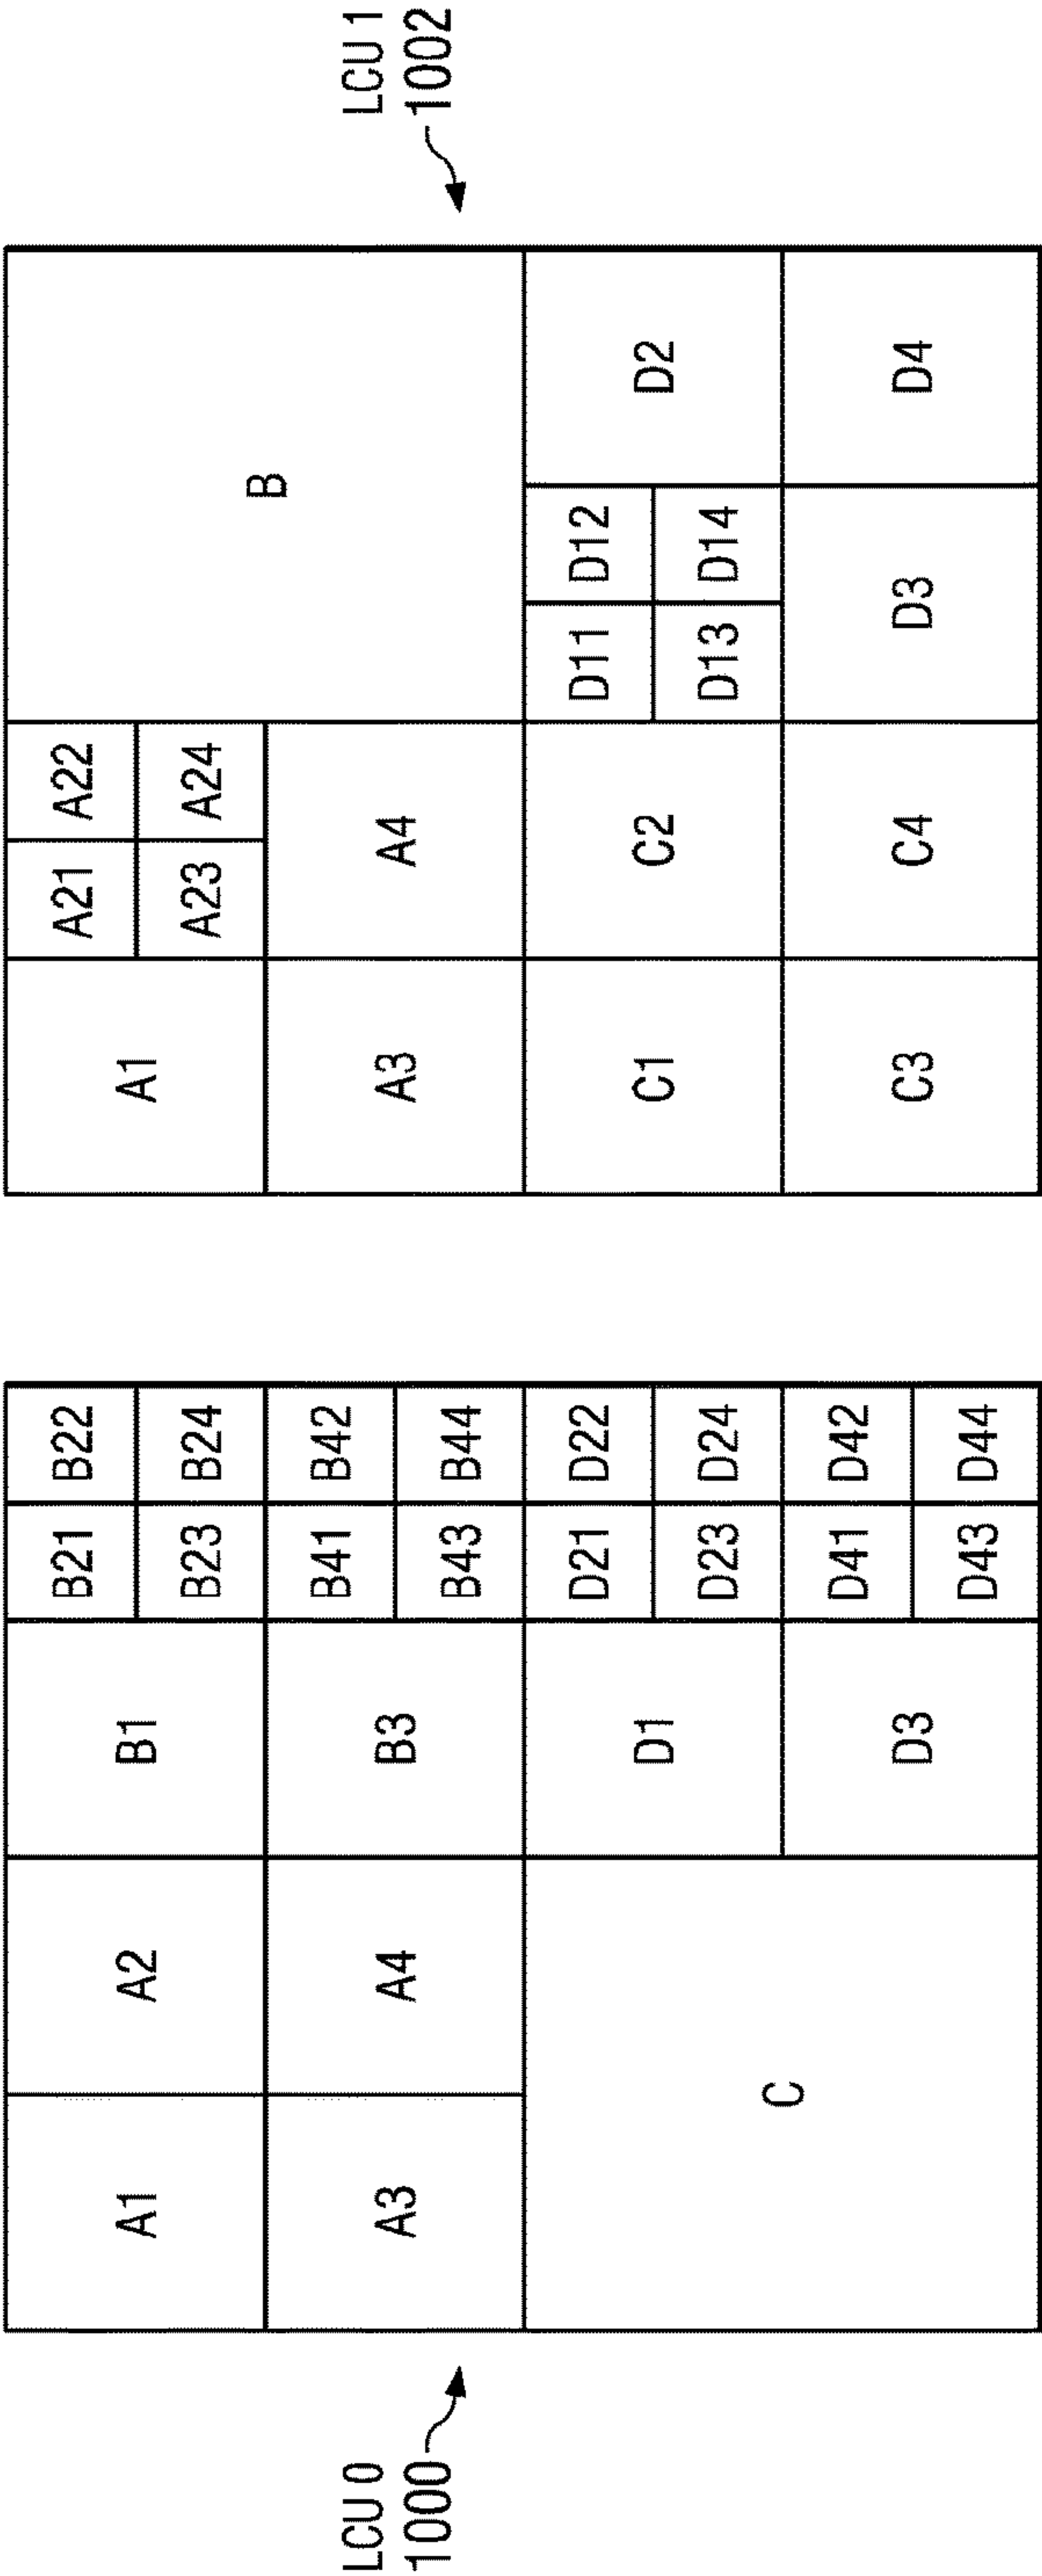 LCU 0
1000
A1 A2 B1 B21 B22
B23 B24
A3 A4 B3 B41 B42
B43 B44
C D1 D21 D22
D23 D24
D3 D41 D42
D43 D44
LCU 1
1002
A1 A21 A22 B
A23 A24
A3 A4
C1 C2 D11 D12 D2
D13 D14
C3 C4 D3 D4